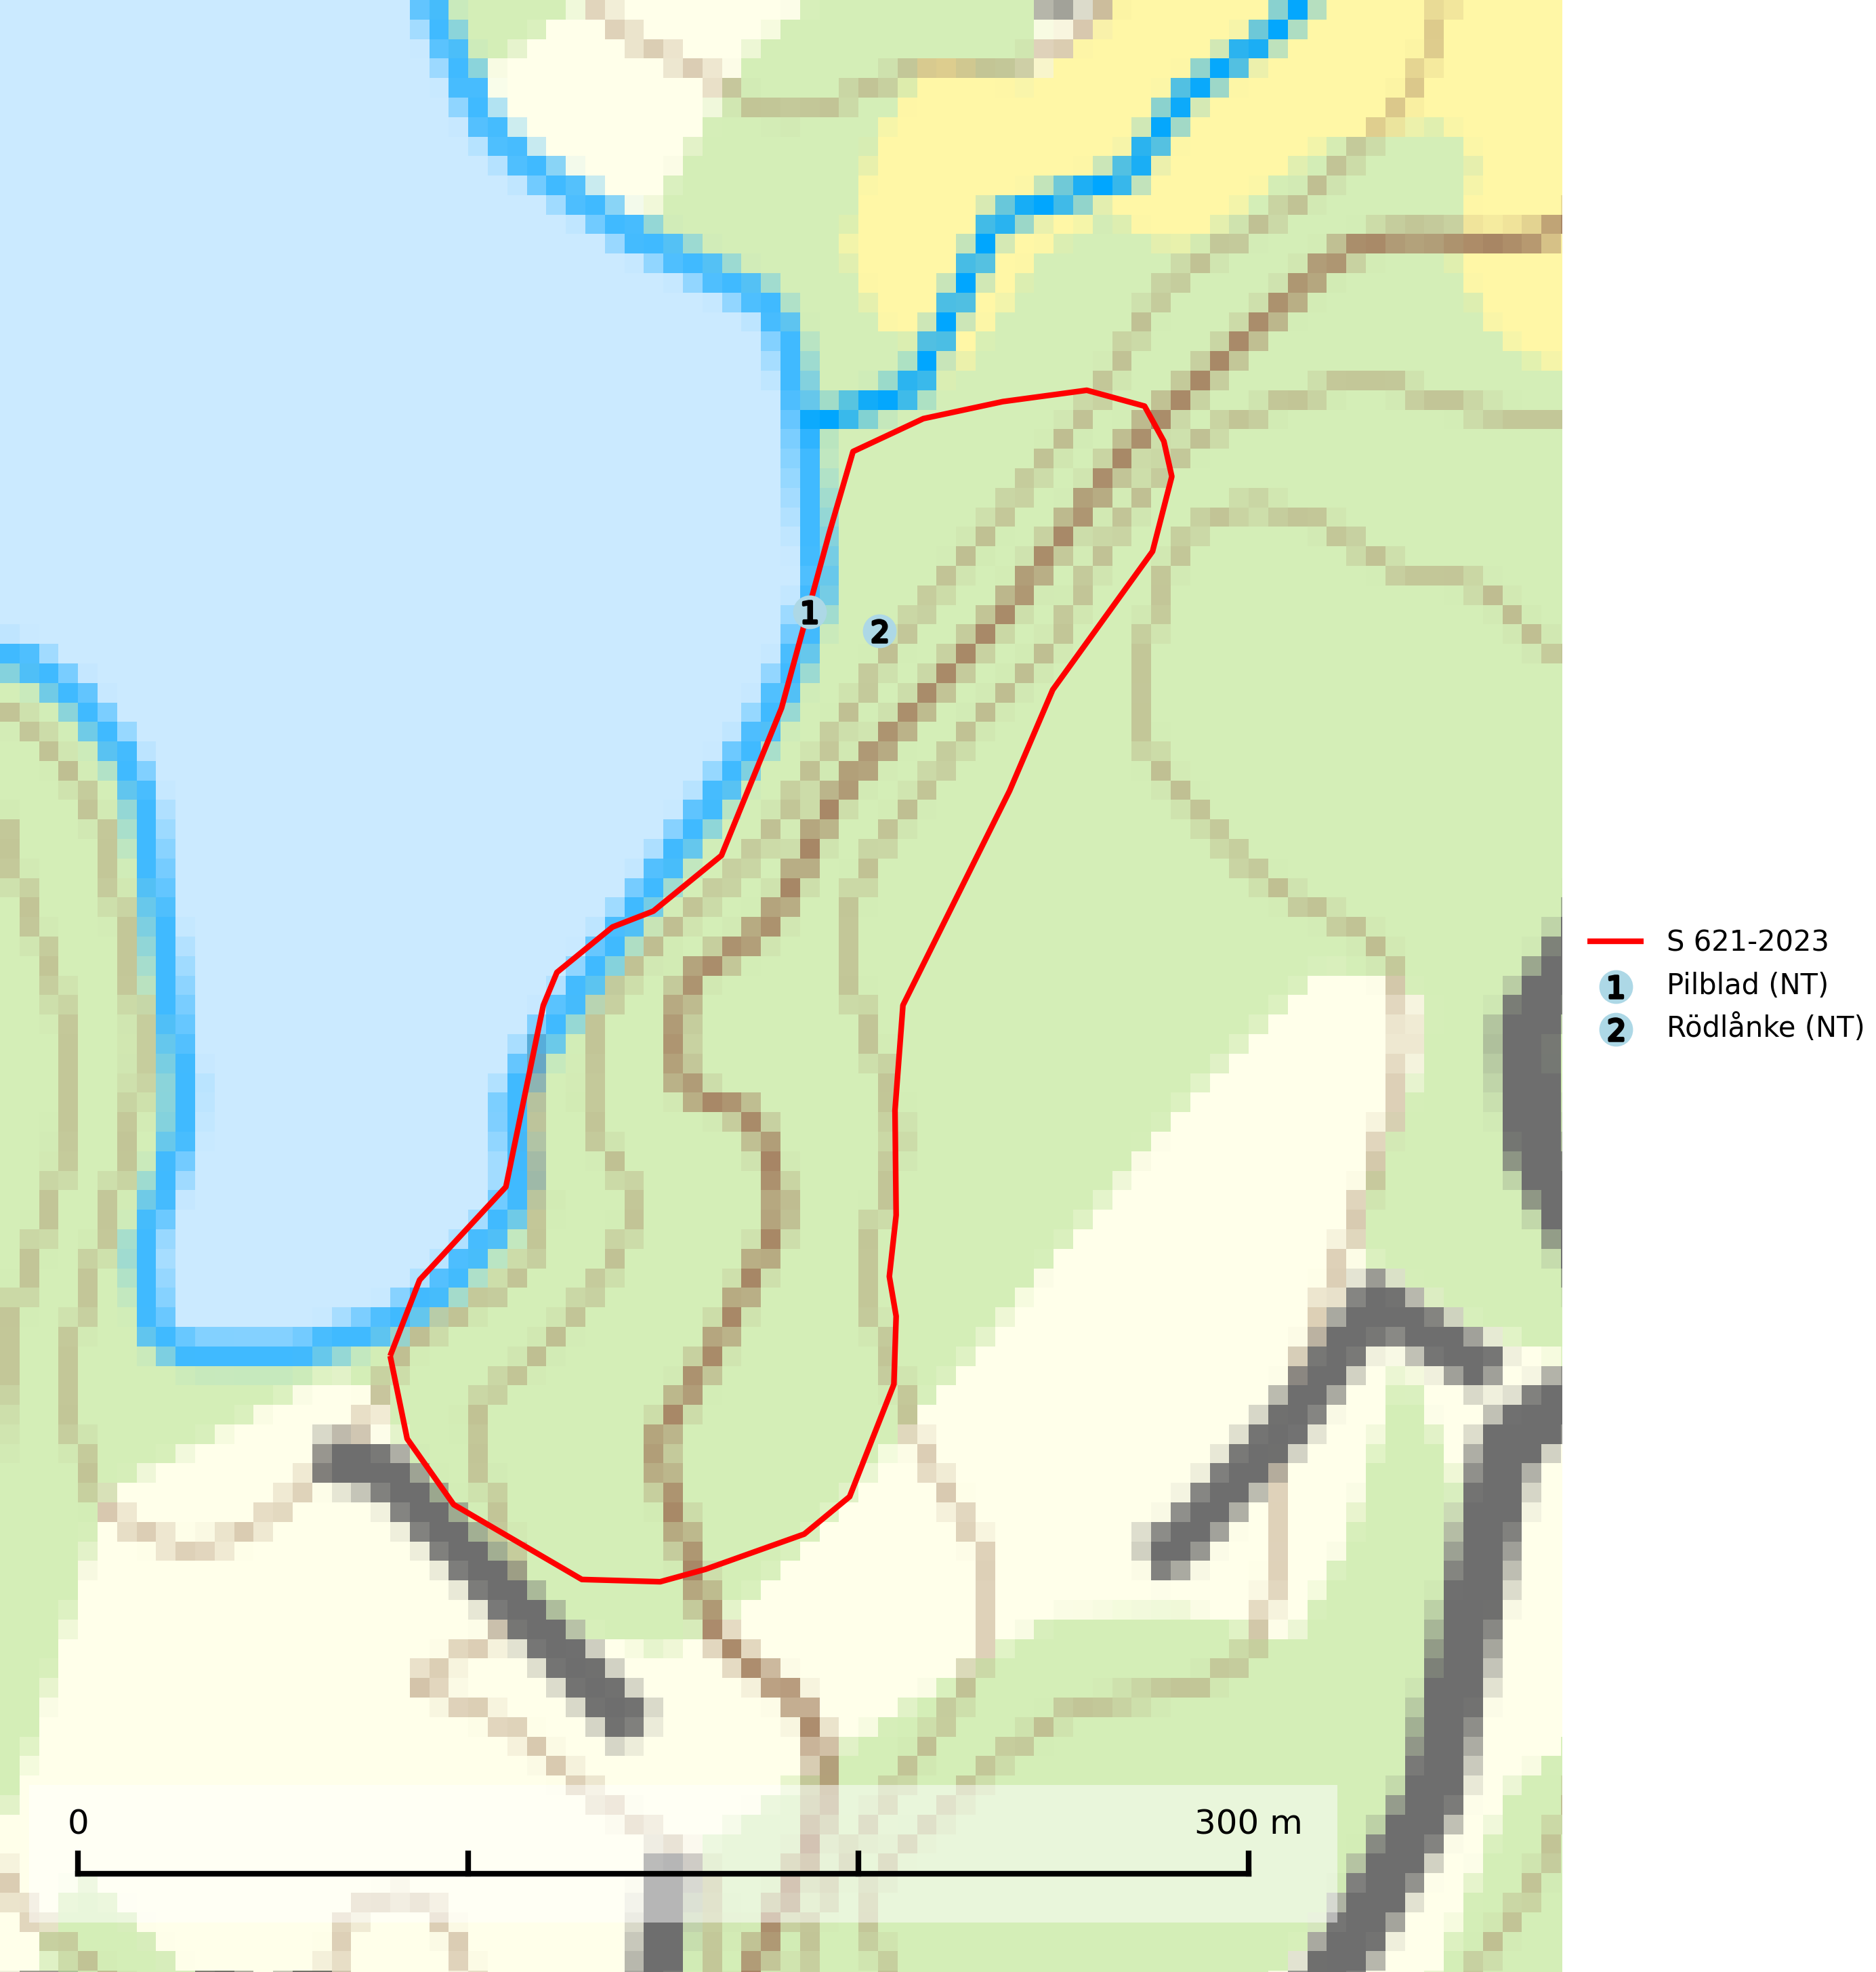 1
2
S 621-2023
1 Pilblad (NT)
2 Rödlånke (NT)
0 300 m